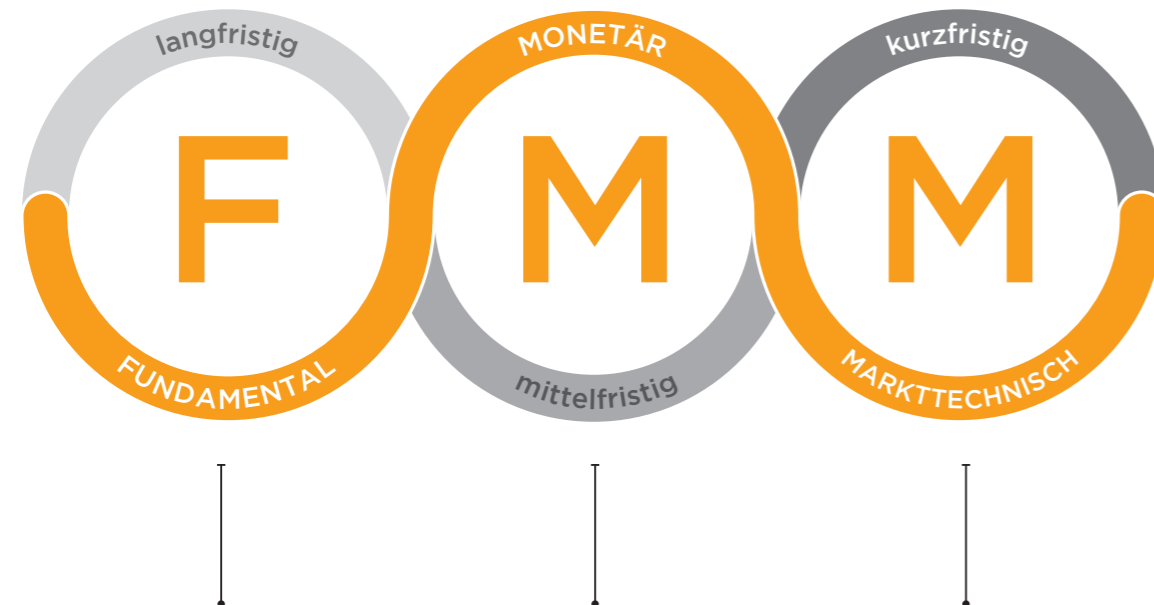 langfristig
MONETÄR
kurzfristig
F
M
M
FUNDAMENTAL
mittelfristig
MARKTTECHNISCH